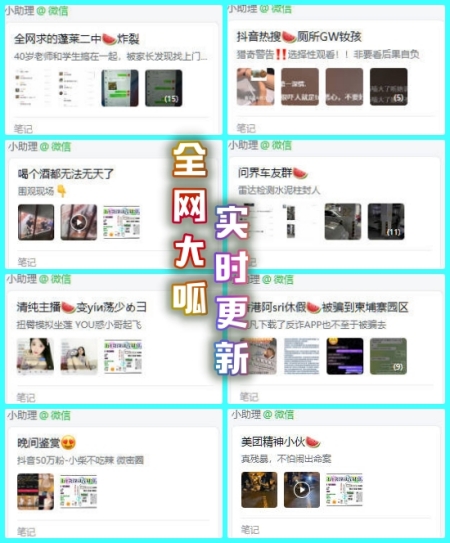 小助理 @ 微信
全网求的蓬莱二中🍉炸裂
40岁老师和学生搞在一起，被家长发现找上门...
(15)
笔记
小助理 @ 微信
抖音热搜🍉厕所GW女孩
猎奇警告‼️选择性观看！！非要看后果自负
(5)
笔记
小助理 @ 微信
喝个酒都无法无天了
围观现场👇
笔记
小助理 @ 微信
问界车友群🍉
雷达检测水泥柱封人
(11)
笔记
全网大呱
实时更新
小助理 @ 微信
清纯主播🍉变yíи荡少め彐
扭臀模拟坐莲 YOU惑小哥起飞
笔记
小助理 @ 微信
港阿sri休假🍉被骗到柬埔寨园区
凡下载了反诈APP也不至于被骗去
(9)
笔记
小助理 @ 微信
晚间鉴赏😍
抖音50万粉-小柴不吃辣 微密圈
笔记
小助理 @ 微信
美团精神小伙🍉
真残暴，不怕闹出命案
笔记